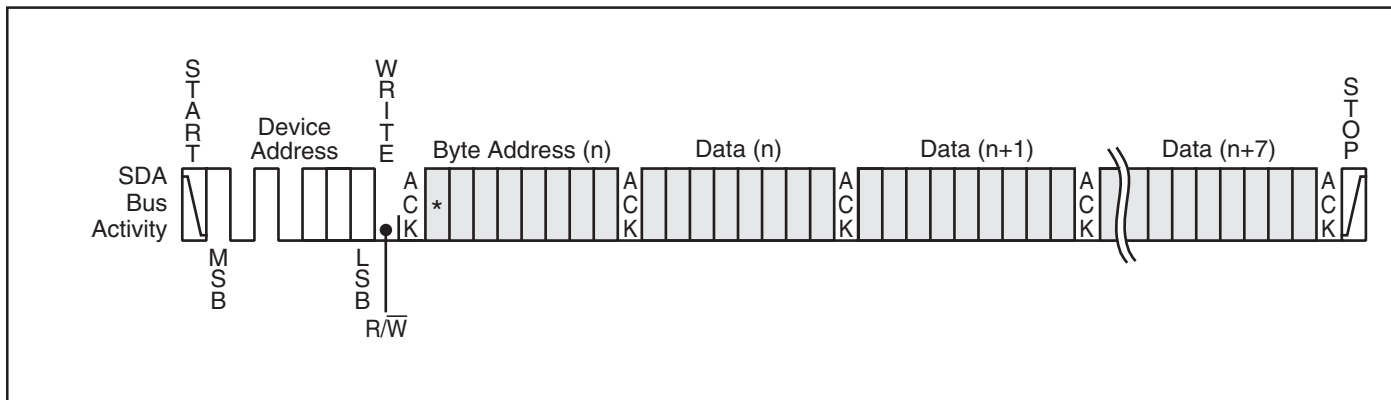 START
WRITE
STOP
Device
Address
Byte Address (n)
Data (n)
Data (n+1)
Data (n+7)
SDA
Bus
Activity
ACK
*
ACK
ACK
ACK
ACK
MSB
LSB
R/W̅